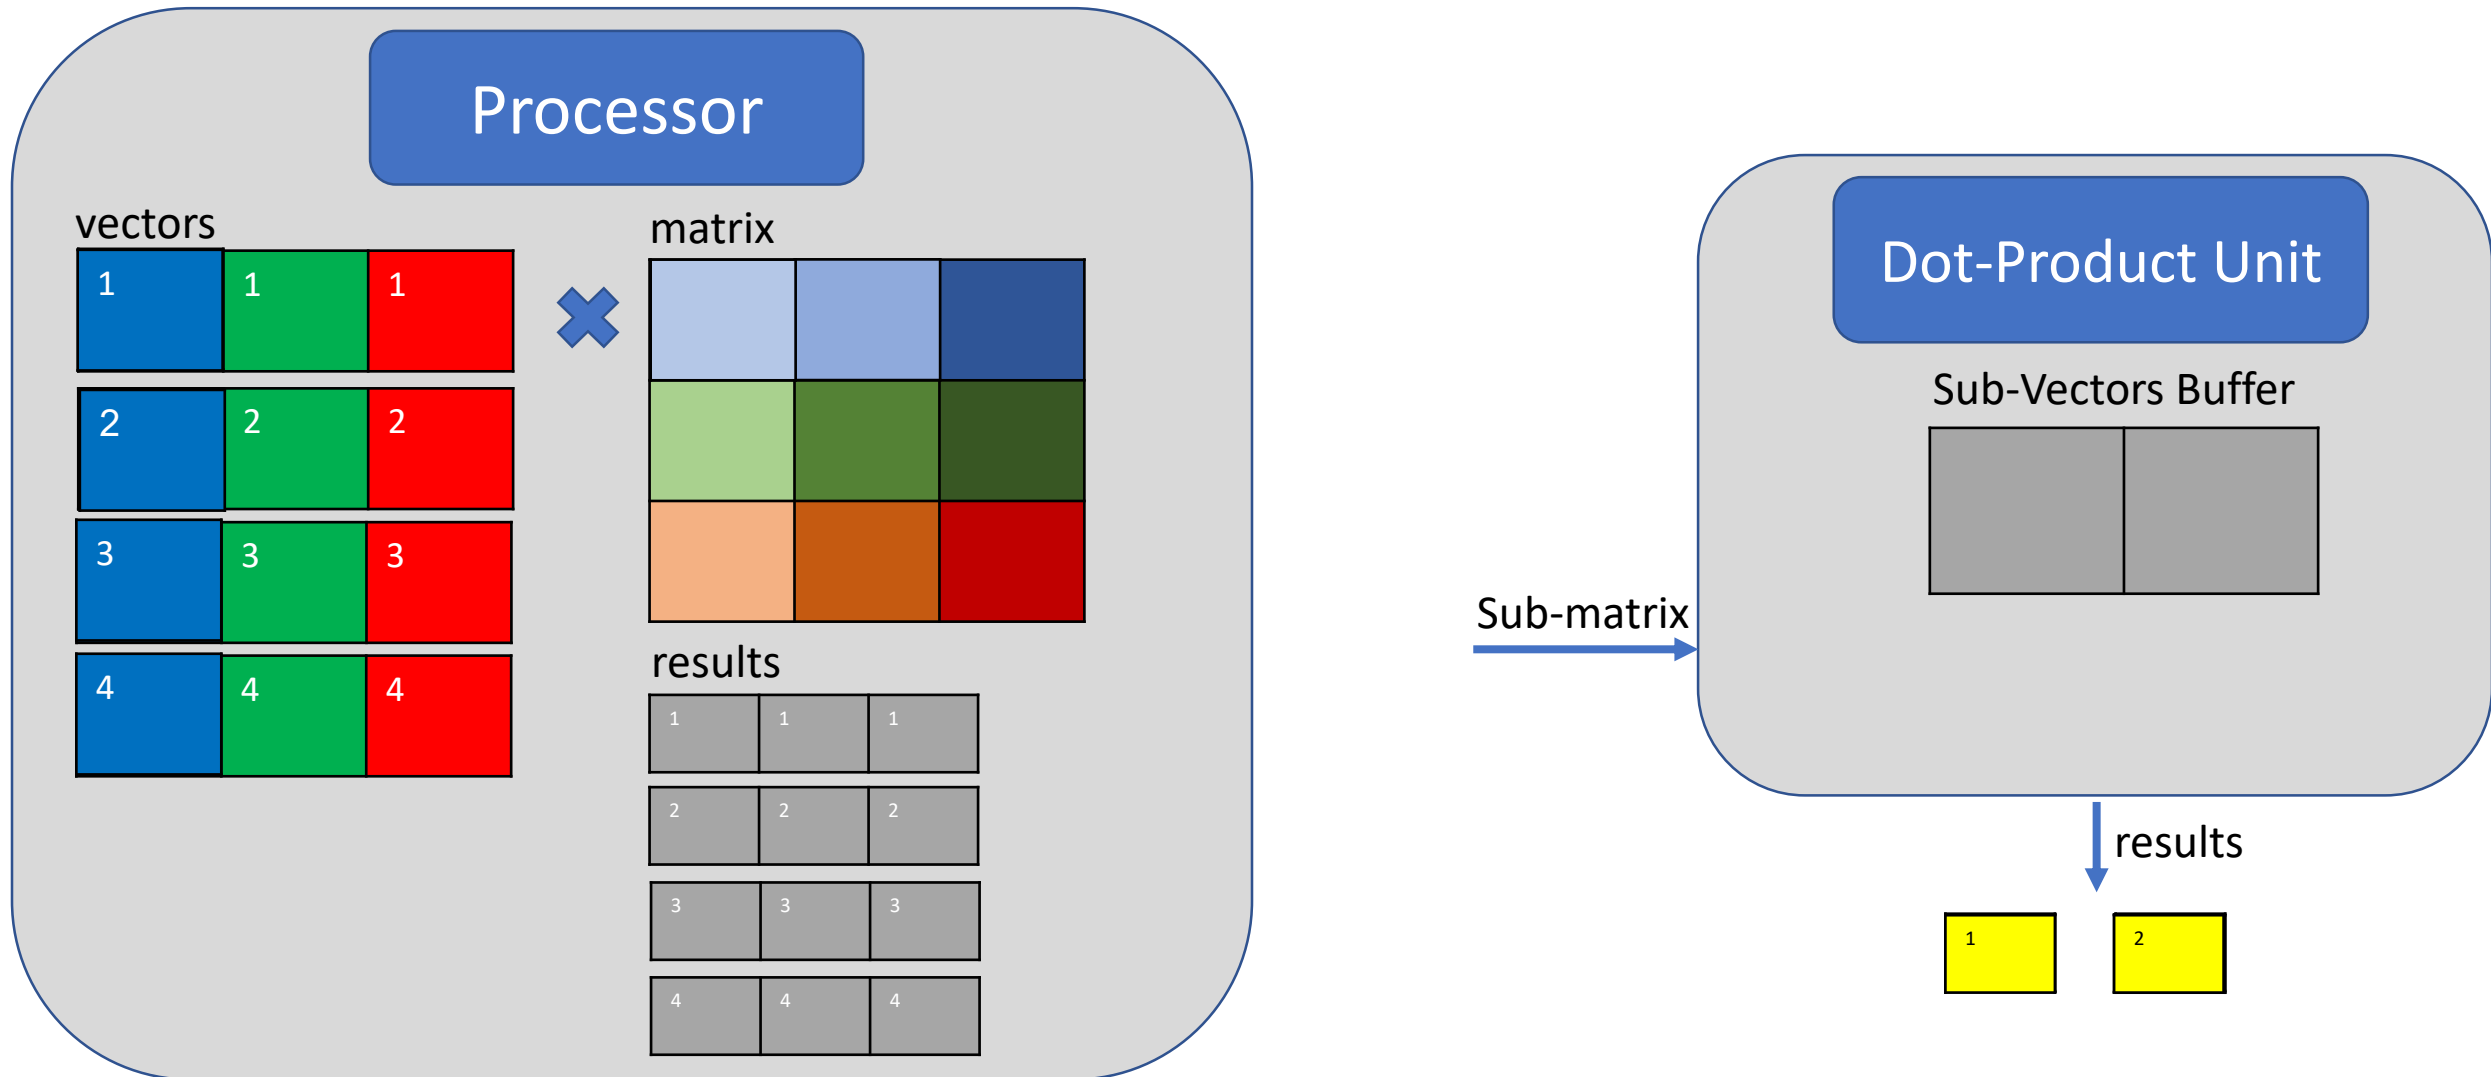 Processor
vectors
1 1 1
2 2 2
3 3 3
4 4 4
matrix
results
1 1 1
2 2 2
3 3 3
4 4 4
Sub-matrix
Dot-Product Unit
Sub-Vectors Buffer
results
1 2